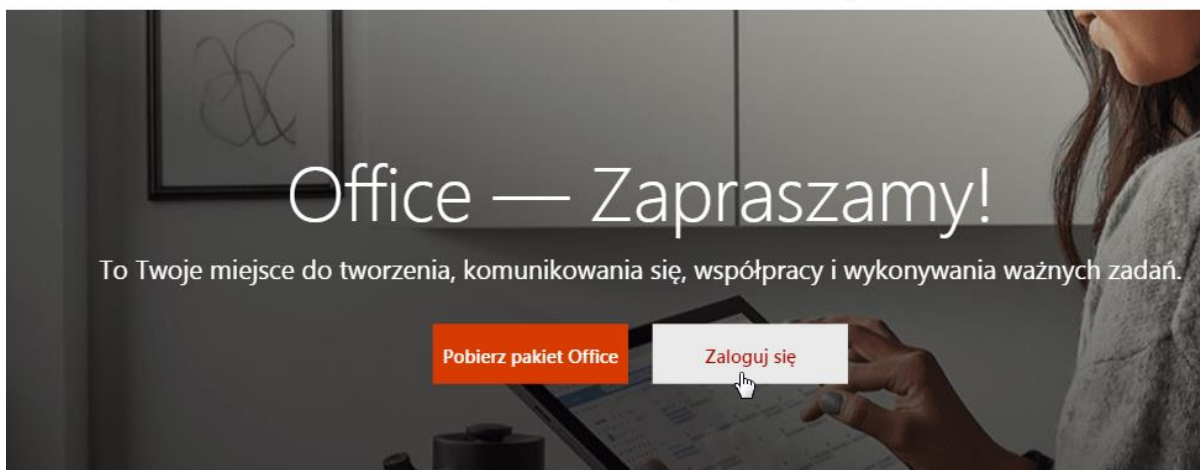 Office — Zapraszamy!
To Twoje miejsce do tworzenia, komunikowania się, współpracy i wykonywania ważnych zadań.
Pobierz pakiet Office
Zaloguj się